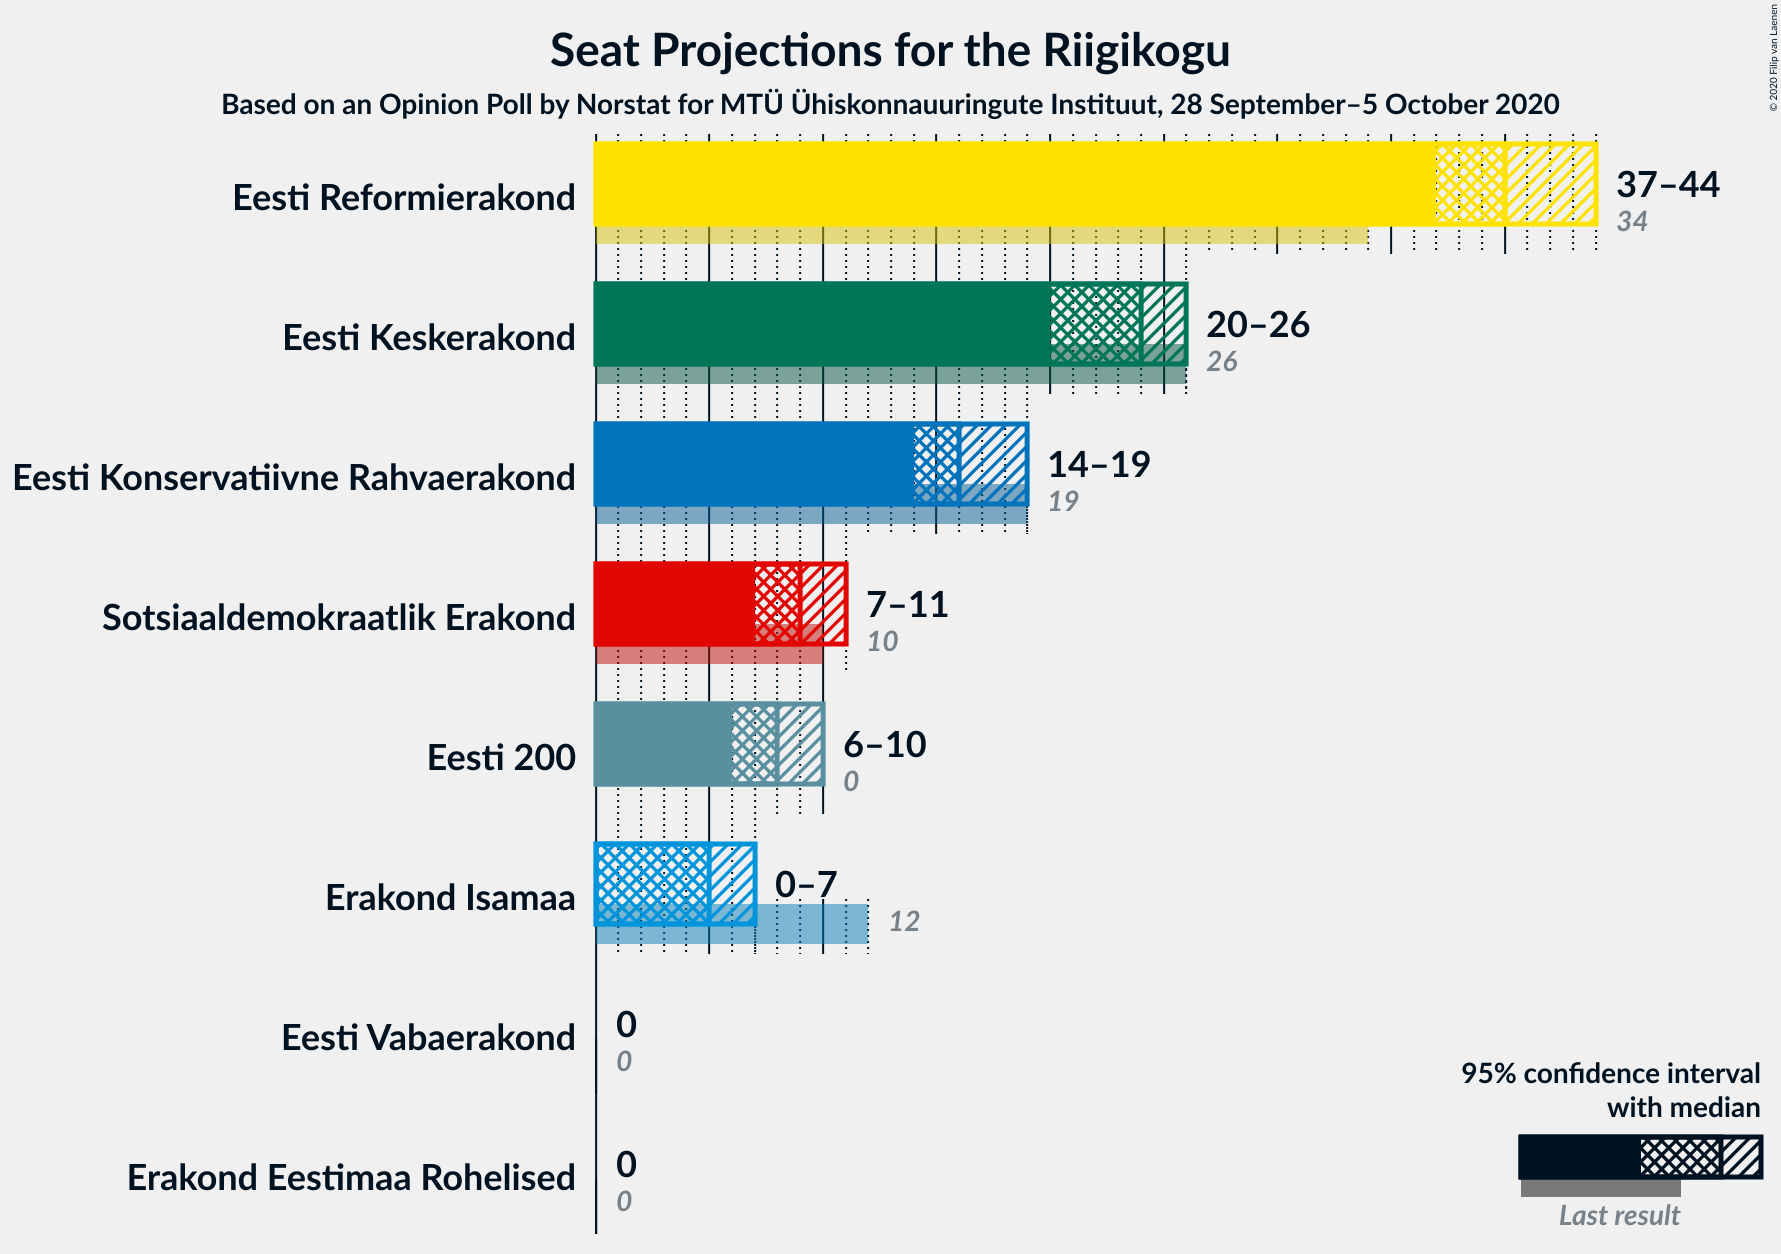 Seat Projections for the Riigikogu
Based on an Opinion Poll by Norstat for MTÜ Ühiskonnauuringute Instituut, 28 September–5 October 2020
© 2020 Filip van Laenen
Eesti Reformierakond
37–44
34
Eesti Keskerakond
20–26
26
Eesti Konservatiivne Rahvaerakond
14–19
19
Sotsiaaldemokraatlik Erakond
7–11
10
Eesti 200
6–10
0
Erakond Isamaa
0–7
12
Eesti Vabaerakond
0
0
Erakond Eestimaa Rohelised
0
0
95% confidence interval
with median
Last result